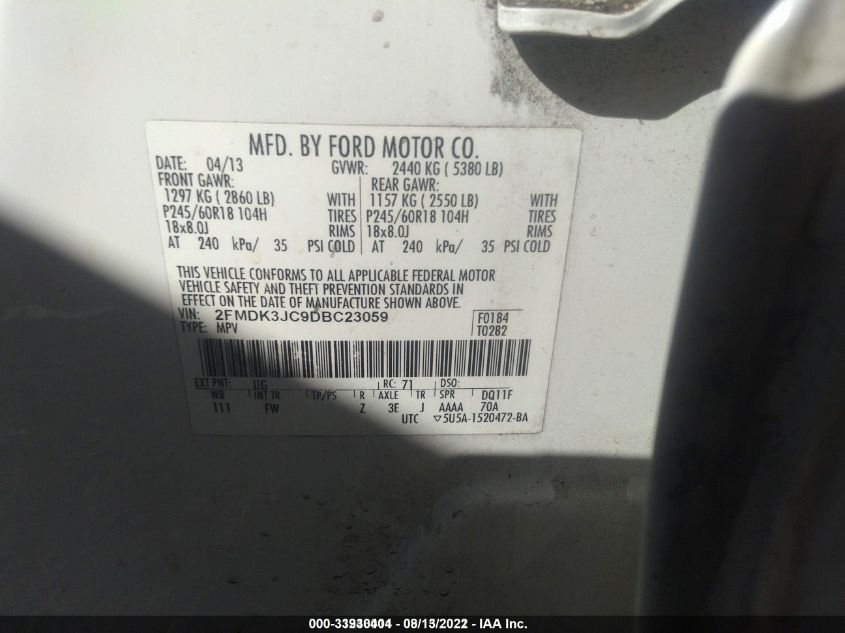 MFD. BY FORD MOTOR CO.
DATE: 04/13 GVWR: 2440 KG ( 5380 LB)
FRONT GAWR: REAR GAWR:
1297 KG ( 2860 LB) WITH 1157 KG ( 2550 LB) WITH
P245/60R18 104H TIRES P245/60R18 104H TIRES
18x8.0J RIMS 18x8.0J RIMS
AT 240 kPa/ 35 PSI COLD AT 240 kPa/ 35 PSI COLD
THIS VEHICLE CONFORMS TO ALL APPLICABLE FEDERAL MOTOR
VEHICLE SAFETY AND THEFT PREVENTION STANDARDS IN
EFFECT ON THE DATE OF MANUFACTURE SHOWN ABOVE.
VIN: 2FMDK3JC9DBC23059 F0184
TYPE: MPV T0282
EXT PNT: UG RC: 71 DSO:
WB INT TR TP/PS R AXLE TR SPR DQ11F
111 FW Z 3E J AAAA 70A
UTC ▽5U5A-1520472-BA
000-33930404 - 08/13/2022 - IAA Inc.